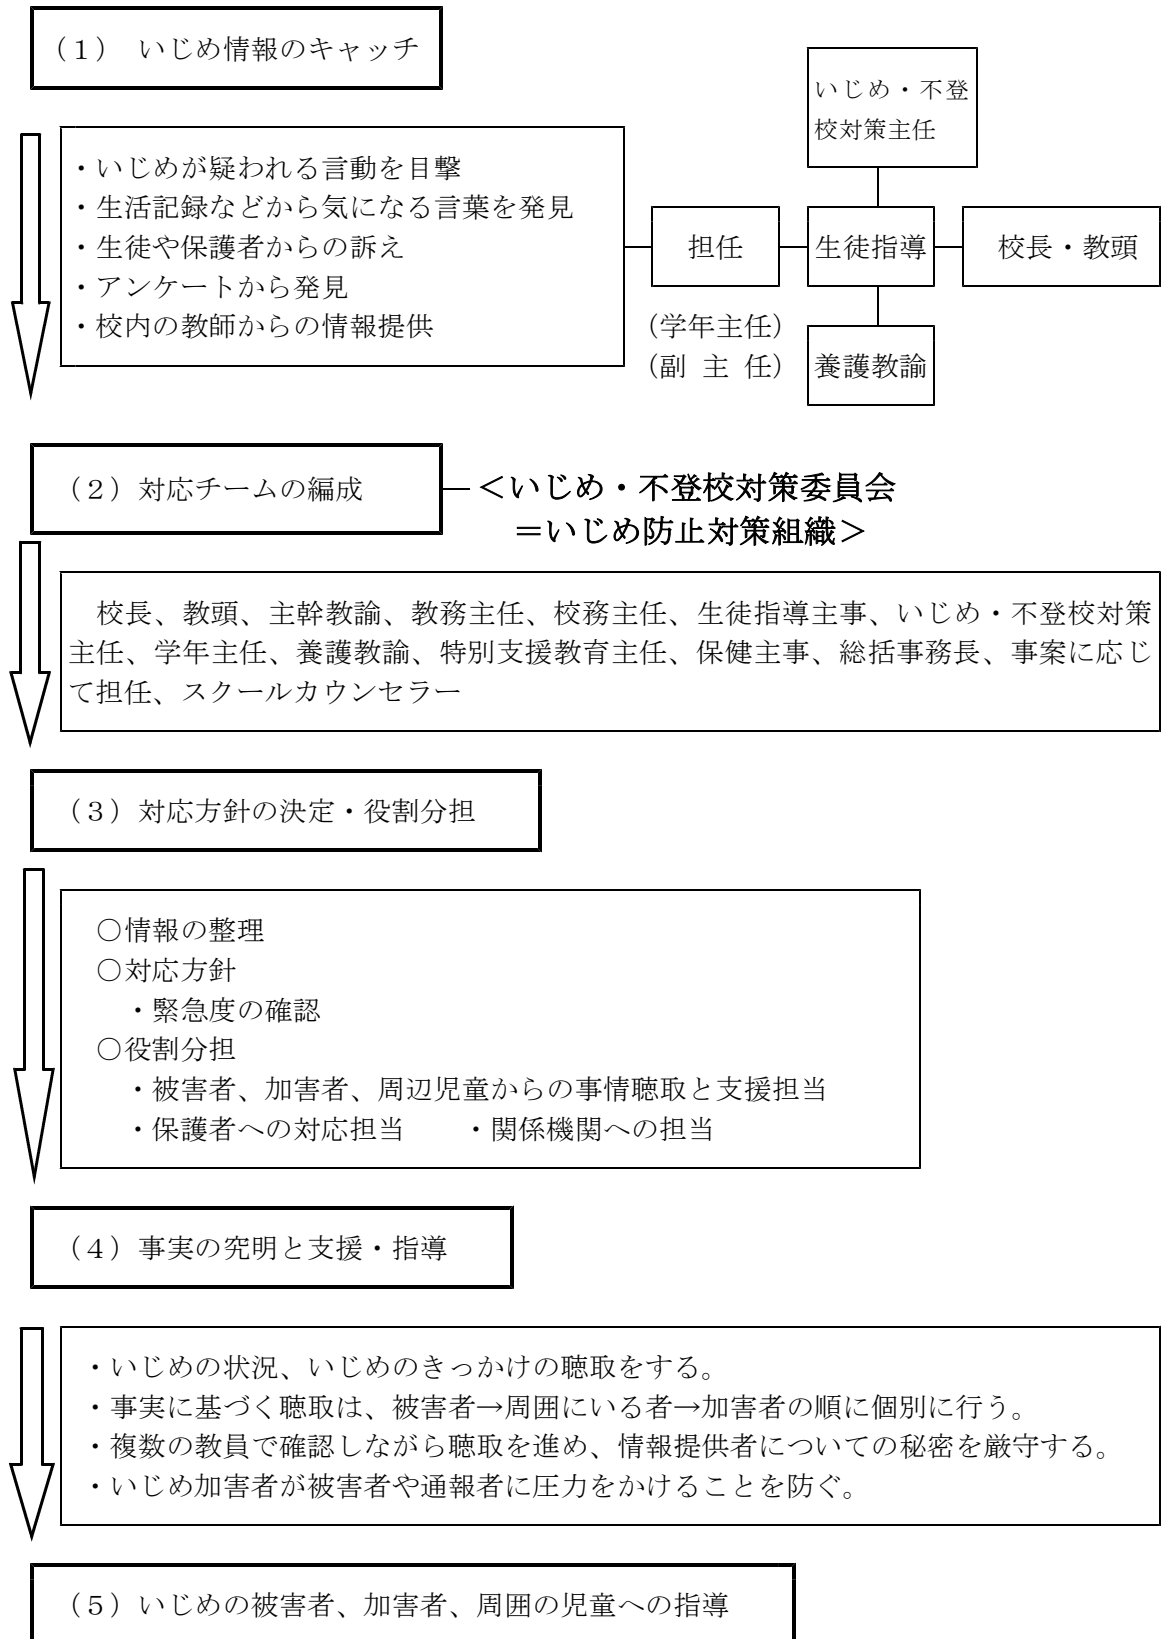 （１） いじめ情報のキャッチ
いじめ・不登
校対策主任
・いじめが疑われる言動を目撃
・生活記録などから気になる言葉を発見
・生徒や保護者からの訴え
・アンケートから発見
・校内の教師からの情報提供
担任
生徒指導
校長・教頭
（学年主任）
（副 主 任）
養護教諭
（２）対応チームの編成
＜いじめ・不登校対策委員会
＝いじめ防止対策組織＞
校長、教頭、主幹教諭、教務主任、校務主任、生徒指導主事、いじめ・不登校対策
主任、学年主任、養護教諭、特別支援教育主任、保健主事、総括事務長、事案に応じ
て担任、スクールカウンセラー
（３）対応方針の決定・役割分担
○情報の整理
○対応方針
・緊急度の確認
○役割分担
・被害者、加害者、周辺児童からの事情聴取と支援担当
・保護者への対応担当　　・関係機関への担当
（４）事実の究明と支援・指導
・いじめの状況、いじめのきっかけの聴取をする。
・事実に基づく聴取は、被害者→周囲にいる者→加害者の順に個別に行う。
・複数の教員で確認しながら聴取を進め、情報提供者についての秘密を厳守する。
・いじめ加害者が被害者や通報者に圧力をかけることを防ぐ。
（５）いじめの被害者、加害者、周囲の児童への指導